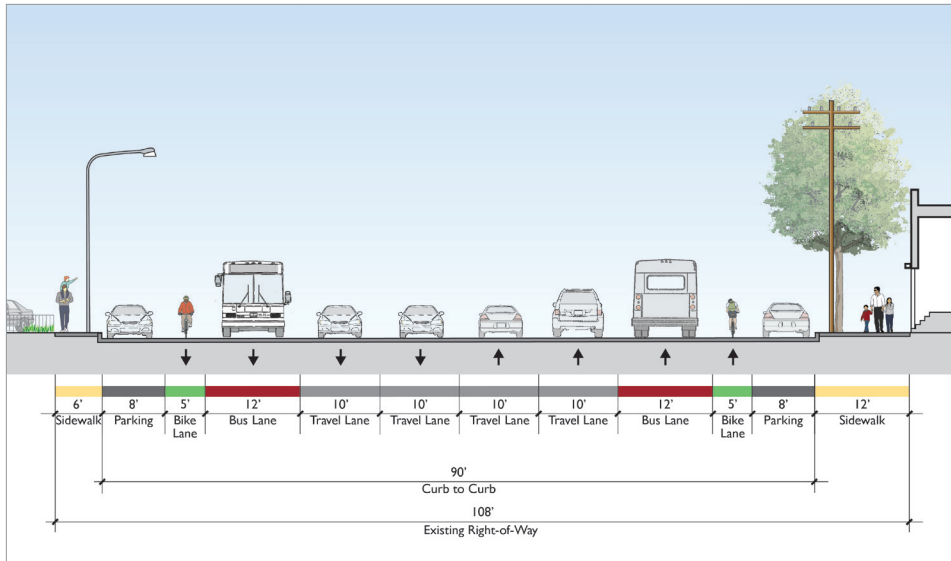 6' 8' 5' 12' 10' 10' 10' 10' 12' 5' 8' 12'
Sidewalk Parking Bike Bus Lane Travel Lane Travel Lane Travel Lane Travel Lane Bus Lane Bike Parking Sidewalk
Lane Lane
90'
Curb to Curb
108'
Existing Right-of-Way